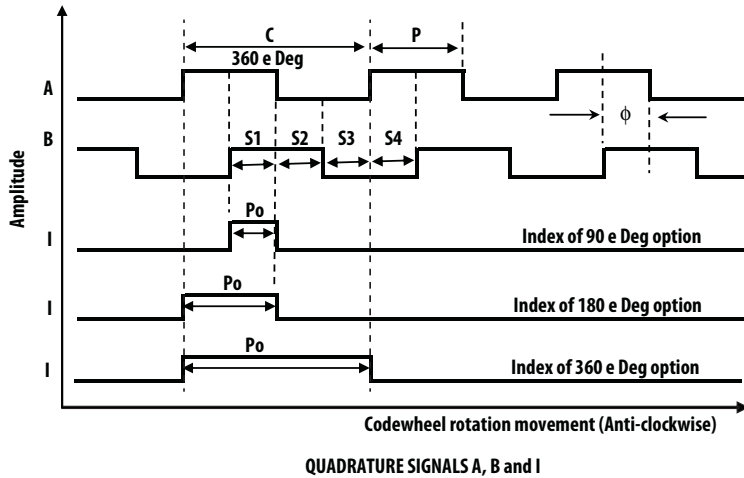 C
P
360 e Deg
A
ϕ
B
S1 S2 S3 S4
Amplitude
Po
I
Index of 90 e Deg option
Po
I
Index of 180 e Deg option
Po
I
Index of 360 e Deg option
Codewheel rotation movement (Anti-clockwise)
QUADRATURE SIGNALS A, B and I